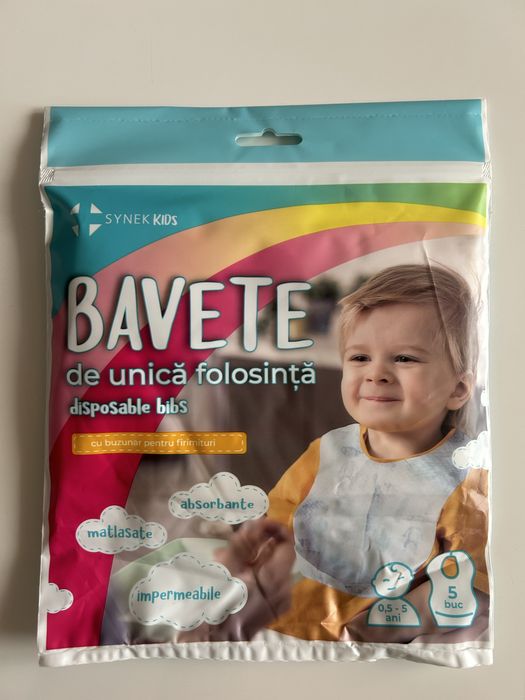 SYNEK KIDS
BAVETE
de unică folosință
disposable bibs
cu buzunar pentru firimituri
absorbante
matlasate
impermeabile
0,5 - 5
ani
5
buc